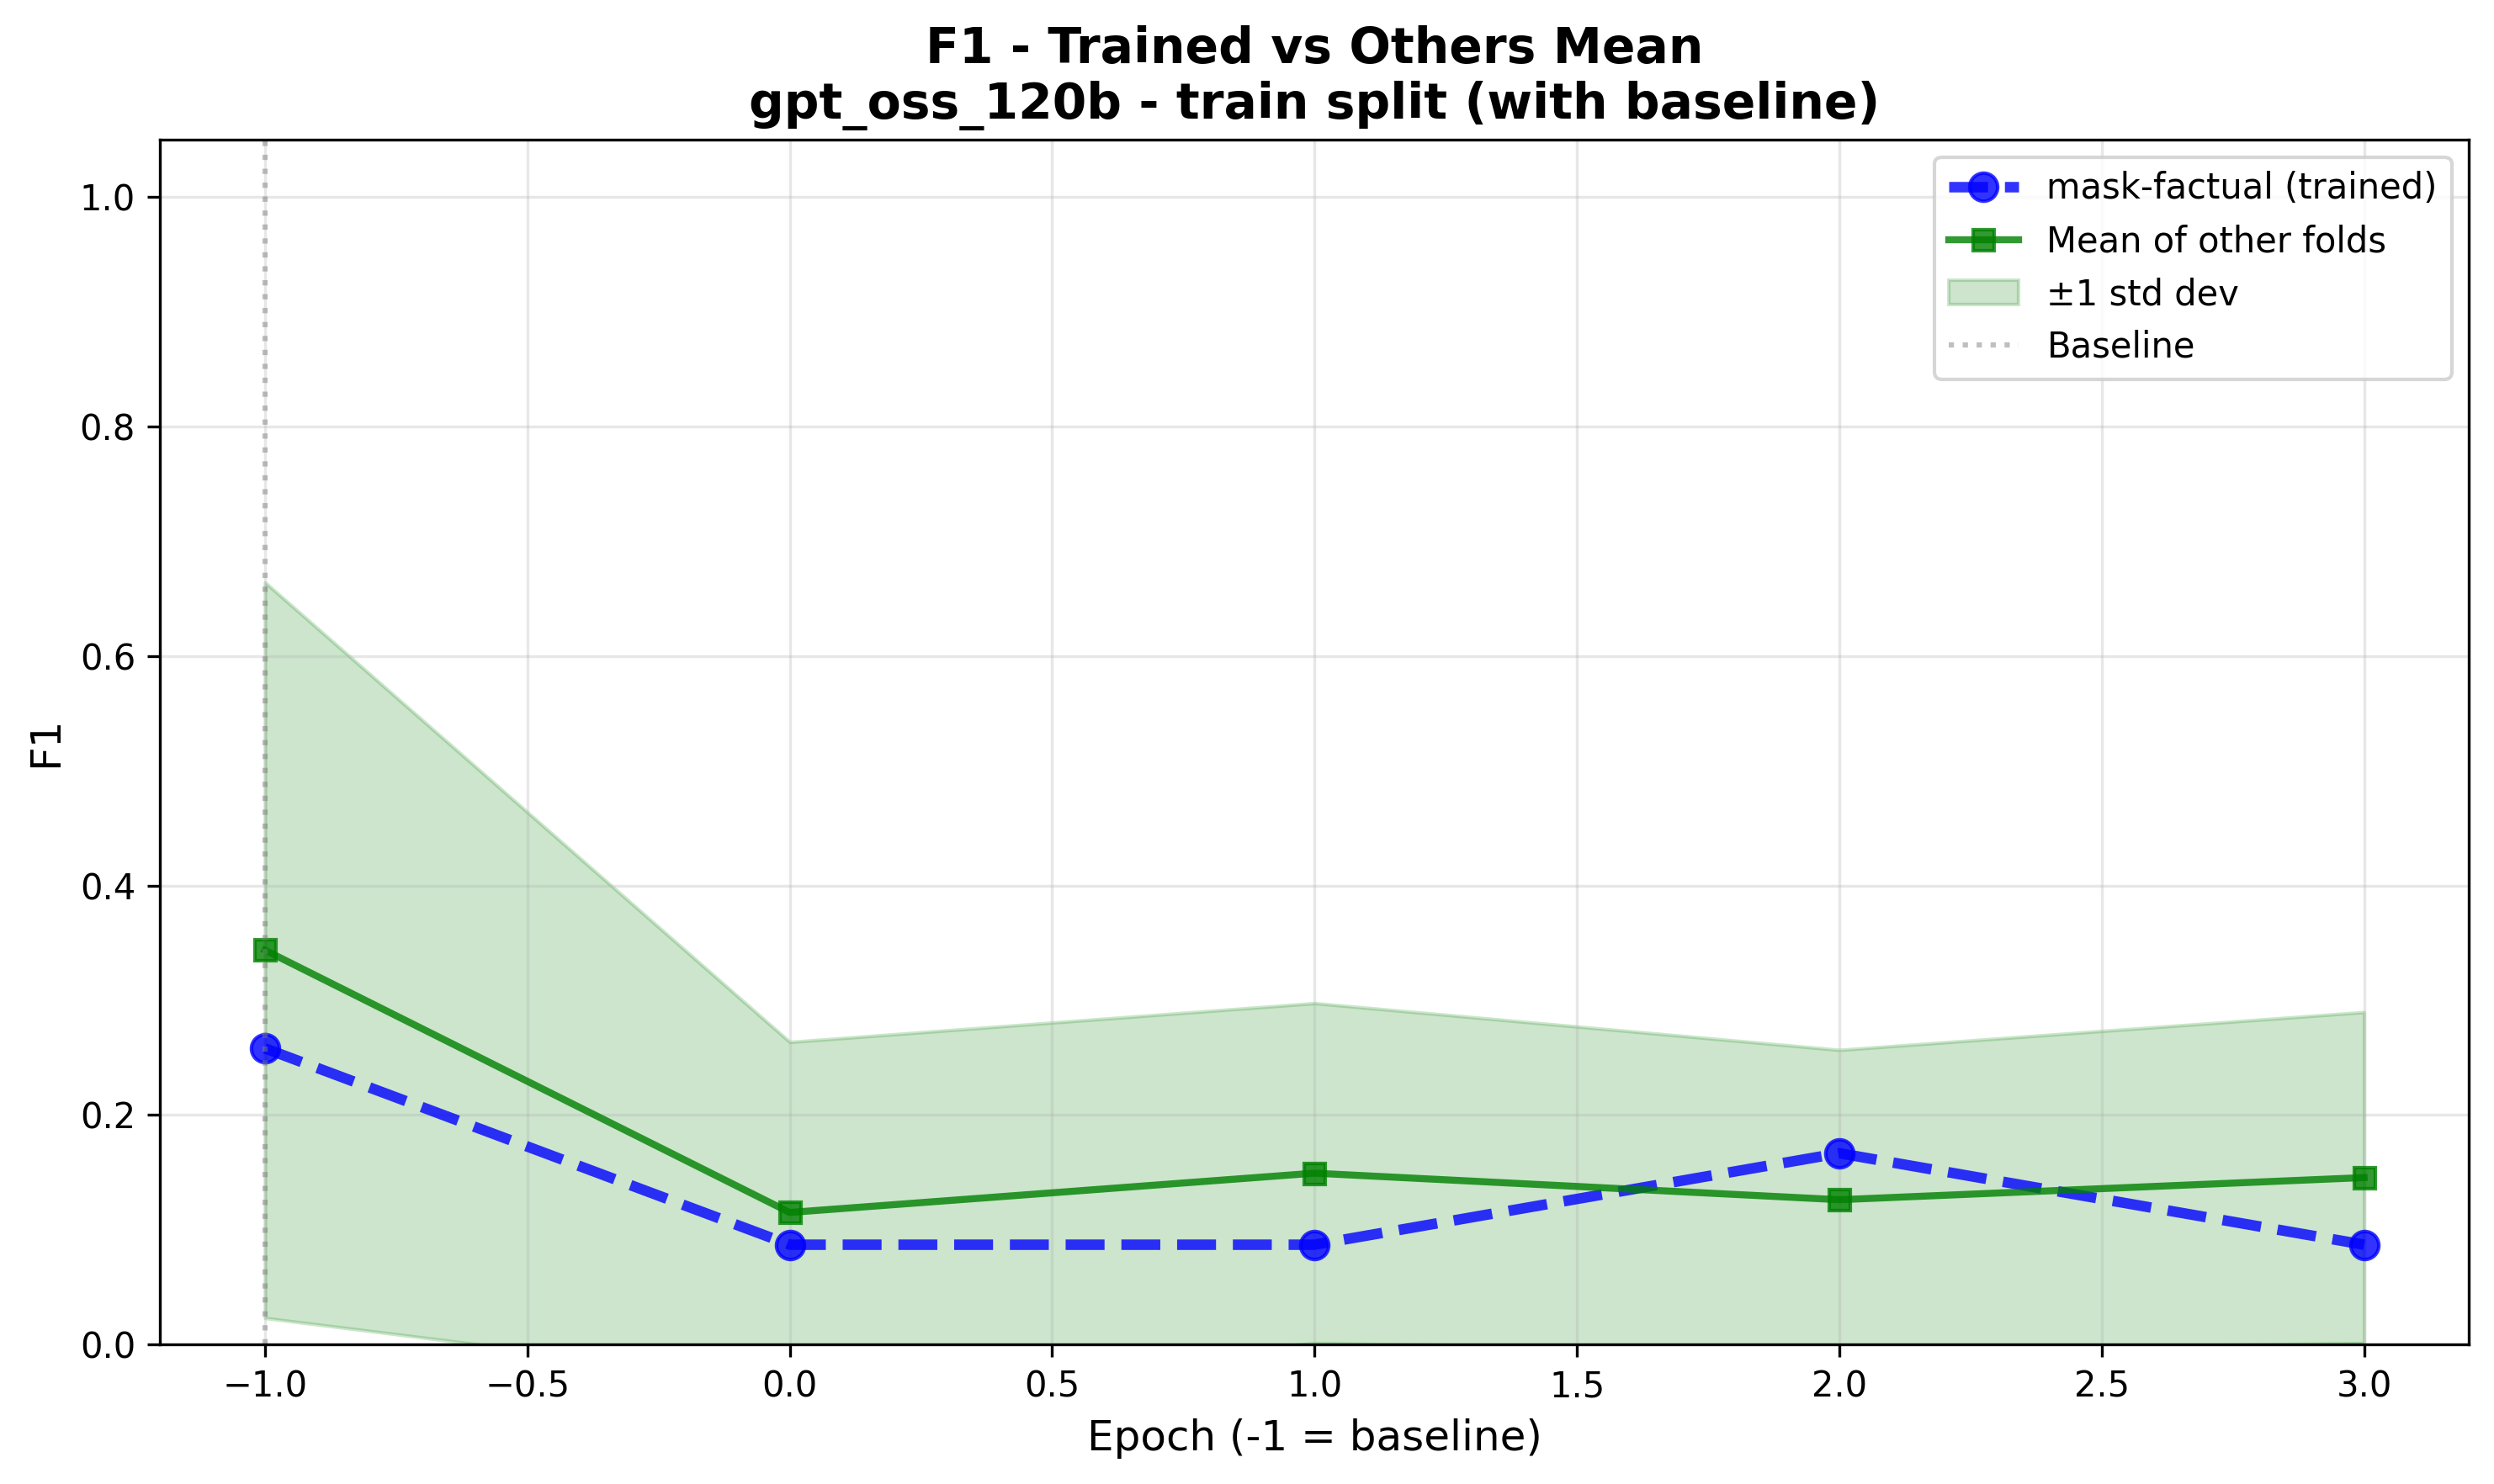 F1 - Trained vs Others Mean
gpt_oss_120b - train split (with baseline)
mask-factual (trained)
Mean of other folds
±1 std dev
Baseline
F1
1.0
0.8
0.6
0.4
0.2
0.0
−1.0 −0.5 0.0 0.5 1.0 1.5 2.0 2.5 3.0
Epoch (-1 = baseline)